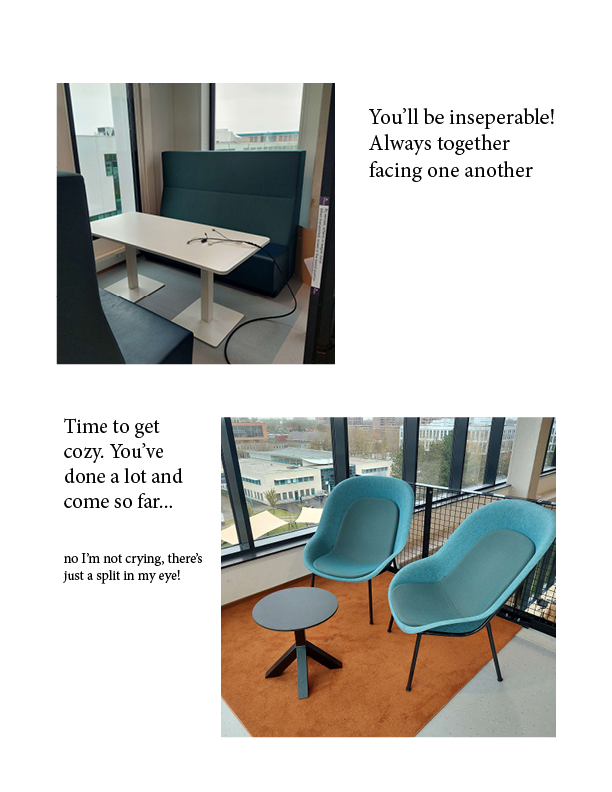 You’ll be inseperable!
Always together
facing one another
Time to get
cozy. You’ve
done a lot and
come so far...
no I’m not crying, there’s
just a split in my eye!